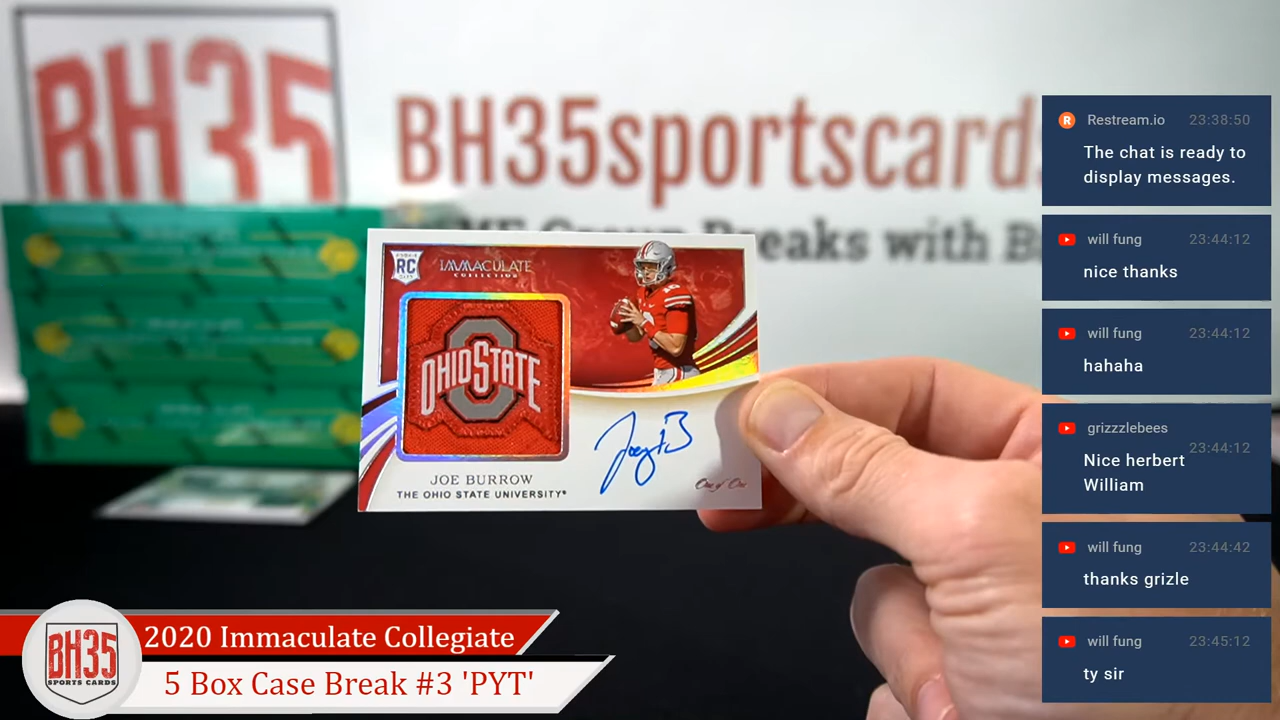 BH35
BH35sportscards
Breaks with Ba
RC
IMMACULATE
COLLECTION
OHIO STATE
JOE BURROW
THE OHIO STATE UNIVERSITY
Joey B
One of One
Restream.io 23:38:50
The chat is ready to
display messages.
will fung 23:44:12
nice thanks
will fung 23:44:12
hahaha
grizzzlebees 23:44:12
Nice herbert
William
will fung 23:44:42
thanks grizle
will fung 23:45:12
ty sir
BH35
SPORTS CARDS
2020 Immaculate Collegiate
5 Box Case Break #3 'PYT'